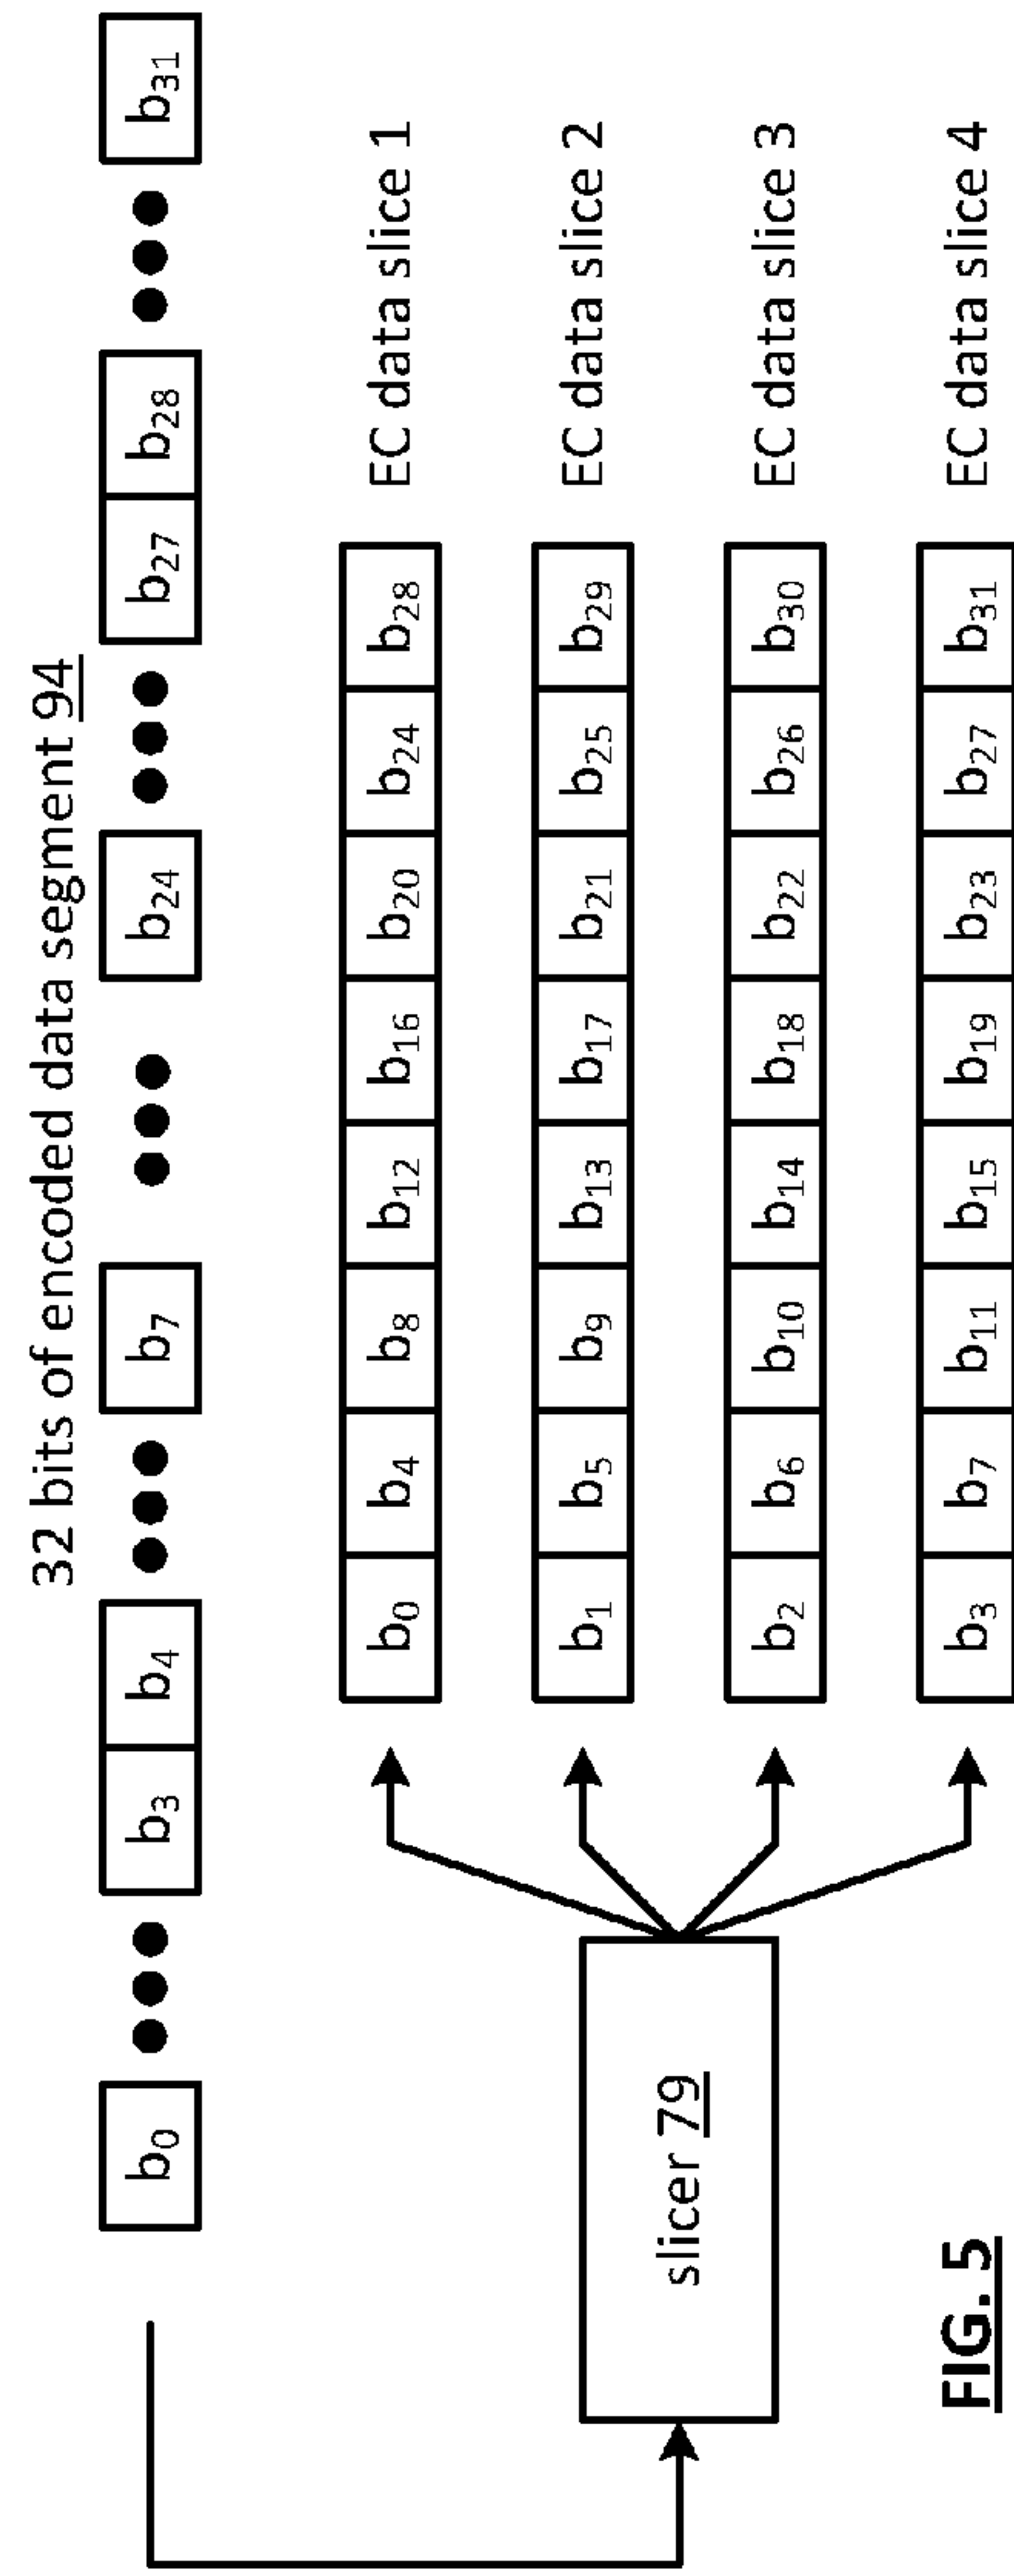 32 bits of encoded data segment 94
b0 ••• b3 b4 ••• b7 ••• b24 ••• b27 b28 ••• b31
slicer 79
b0 b4 b8 b12 b16 b20 b24 b28 EC data slice 1
b1 b5 b9 b13 b17 b21 b25 b29 EC data slice 2
b2 b6 b10 b14 b18 b22 b26 b30 EC data slice 3
b3 b7 b11 b15 b19 b23 b27 b31 EC data slice 4
FIG. 5